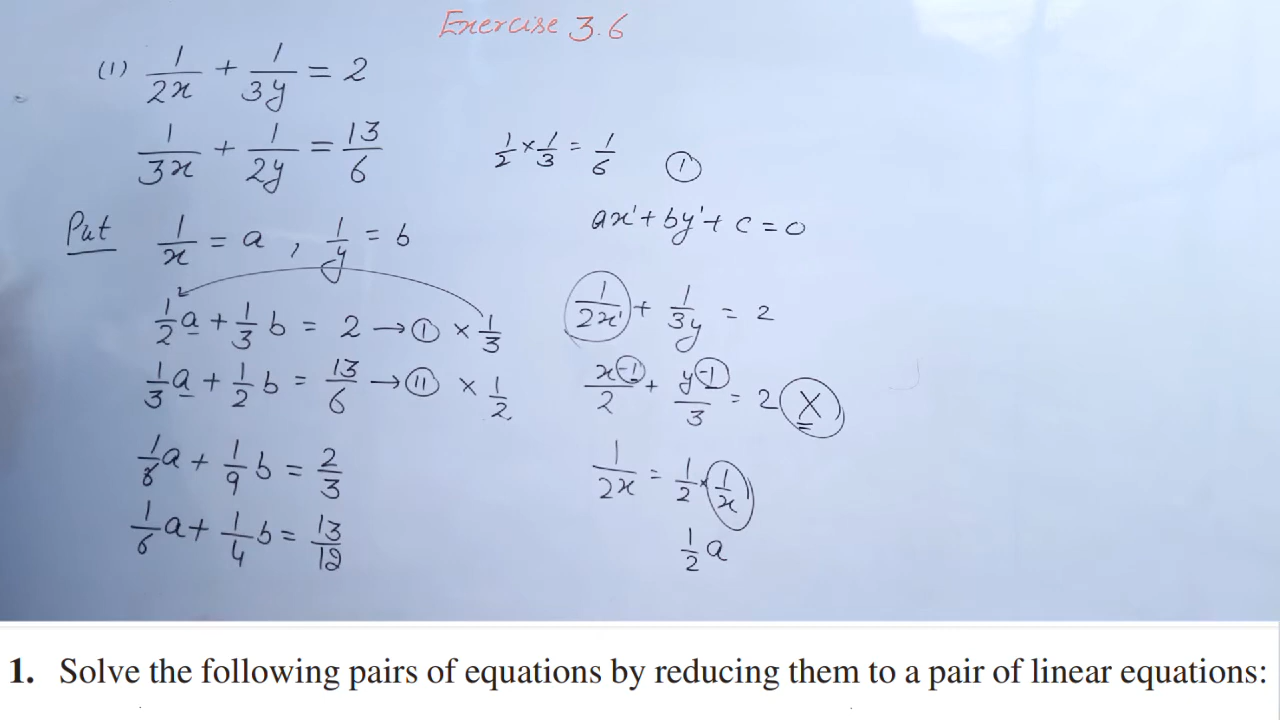 Exercise 3.6
(1) 1/2x + 1/3y = 2
1/3x + 1/2y = 13/6
1/2 × 1/3 = 1/6 ①
Put 1/x = a , 1/y = b
ax¹ + by¹ + c = 0
1/2 a + 1/3 b = 2 → ① × 1/3
1/2x¹ + 1/3y = 2
1/3 a + 1/2 b = 13/6 → ⑪ × 1/2
x⁻¹/2 + y⁻¹/3 = 2 X
1/6 a + 1/9 b = 2/3
1/2x = 1/2 × 1/x
1/6 a + 1/4 b = 13/12
1/2 a
1. Solve the following pairs of equations by reducing them to a pair of linear equations: